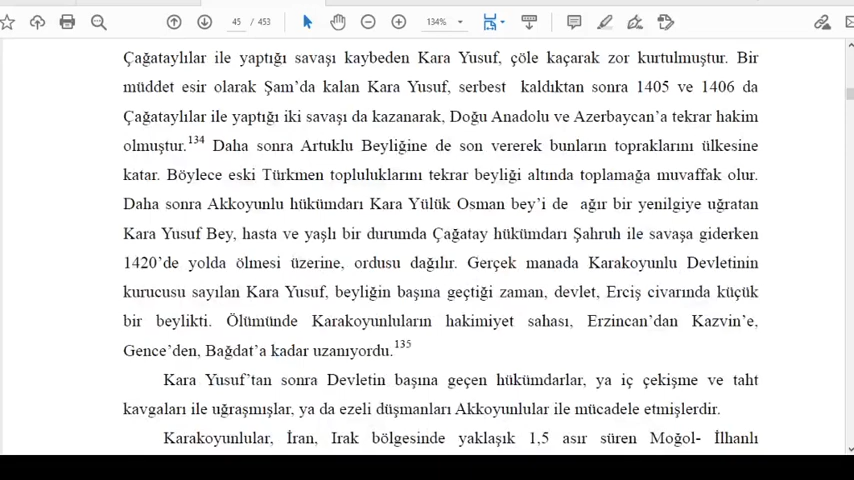 45 / 453
134%
Çağataylılar ile yaptığı savaşı kaybeden Kara Yusuf, çöle kaçarak zor kurtulmuştur. Bir
müddet esir olarak Şam’da kalan Kara Yusuf, serbest kaldıktan sonra 1405 ve 1406 da
Çağataylılar ile yaptığı iki savaşı da kazanarak, Doğu Anadolu ve Azerbaycan’a tekrar hakim
olmuştur.134 Daha sonra Artuklu Beyliğine de son vererek bunların topraklarını ülkesine
katar. Böylece eski Türkmen topluluklarını tekrar beyliği altında toplamağa muvaffak olur.
Daha sonra Akkoyunlu hükümdarı Kara Yülük Osman bey’i de ağır bir yenilgiye uğratan
Kara Yusuf Bey, hasta ve yaşlı bir durumda Çağatay hükümdarı Şahruh ile savaşa giderken
1420’de yolda ölmesi üzerine, ordusu dağılır. Gerçek manada Karakoyunlu Devletinin
kurucusu sayılan Kara Yusuf, beyliğin başına geçtiği zaman, devlet, Erciş civarında küçük
bir beylikti. Ölümünde Karakoyunluların hakimiyet sahası, Erzincan’dan Kazvin’e,
Gence’den, Bağdat’a kadar uzanıyordu.135
Kara Yusuf’tan sonra Devletin başına geçen hükümdarlar, ya iç çekişme ve taht
kavgaları ile uğraşmışlar, ya da ezeli düşmanları Akkoyunlular ile mücadele etmişlerdir.
Karakoyunlular, İran, Irak bölgesinde yaklaşık 1,5 asır süren Moğol- İlhanlı